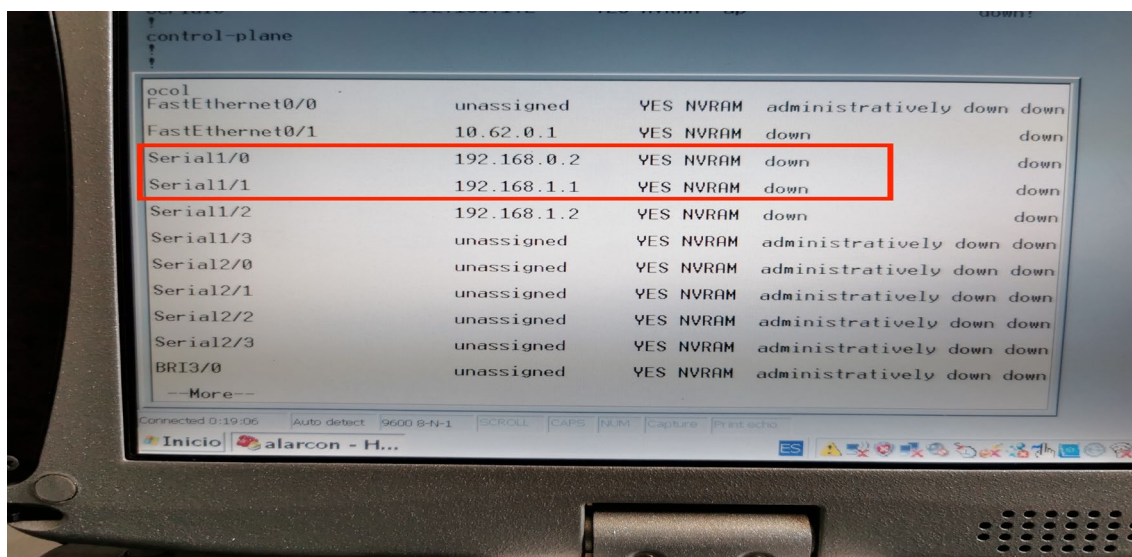 control-plane
!
ocol
FastEthernet0/0 unassigned YES NVRAM administratively down down
FastEthernet0/1 10.62.0.1 YES NVRAM down down
Serial1/0 192.168.0.2 YES NVRAM down down
Serial1/1 192.168.1.1 YES NVRAM down down
Serial1/2 192.168.1.2 YES NVRAM down down
Serial1/3 unassigned YES NVRAM administratively down down
Serial2/0 unassigned YES NVRAM administratively down down
Serial2/1 unassigned YES NVRAM administratively down down
Serial2/2 unassigned YES NVRAM administratively down down
Serial2/3 unassigned YES NVRAM administratively down down
BRI3/0 unassigned YES NVRAM administratively down down
--More--
Connected 0:19:06 Auto detect 9600 8-N-1 SCROLL CAPS NUM Capture Print echo
Inicio alarcon - H... ES